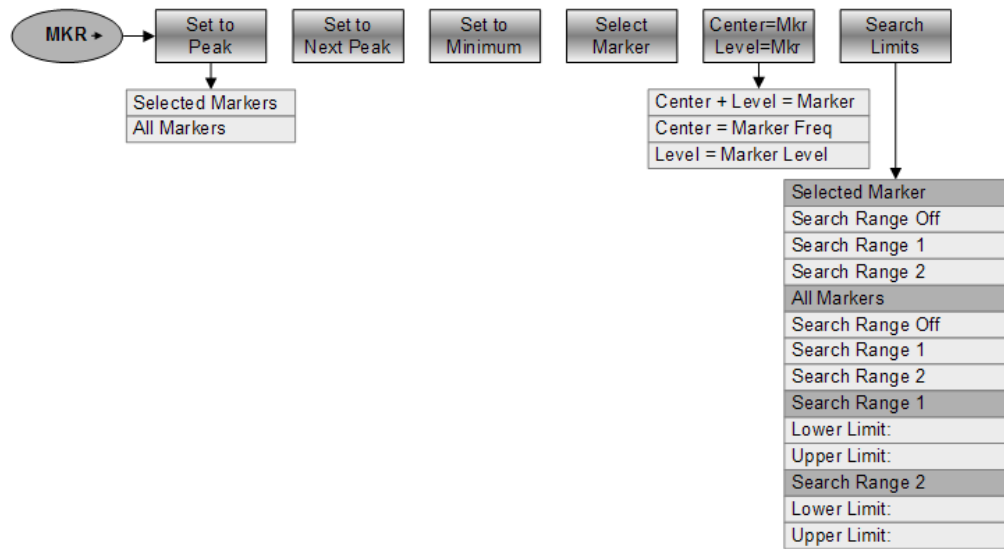 MKR
Set to
Peak
Set to
Next Peak
Set to
Minimum
Select
Marker
Center=Mkr
Level=Mkr
Search
Limits
Selected Markers
All Markers
Center + Level = Marker
Center = Marker Freq
Level = Marker Level
Selected Marker
Search Range Off
Search Range 1
Search Range 2
All Markers
Search Range Off
Search Range 1
Search Range 2
Search Range 1
Lower Limit:
Upper Limit:
Search Range 2
Lower Limit:
Upper Limit: